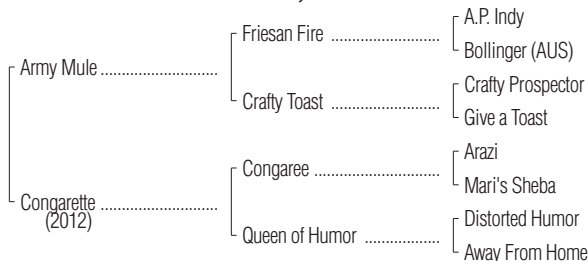 A.P. Indy
Friesan Fire ........................
Bollinger (AUS)
Army Mule ..........................
Crafty Prospector
Crafty Toast ........................
Give a Toast
Arazi
Congaree ...........................
Mari's Sheba
Congarette ..........................
(2012)
Distorted Humor
Queen of Humor .................
Away From Home